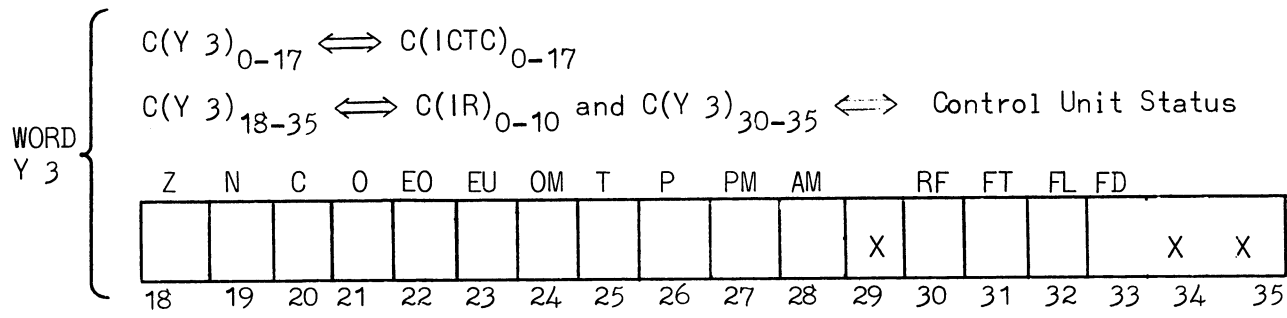 C(Y 3)0-17 ⟺ C(ICTC)0-17
C(Y 3)18-35 ⟺ C(IR)0-10 and C(Y 3)30-35 ⟺ Control Unit Status
WORD
Y 3
Z N C O EO EU OM T P PM AM RF FT FL FD
X X X
18 19 20 21 22 23 24 25 26 27 28 29 30 31 32 33 34 35